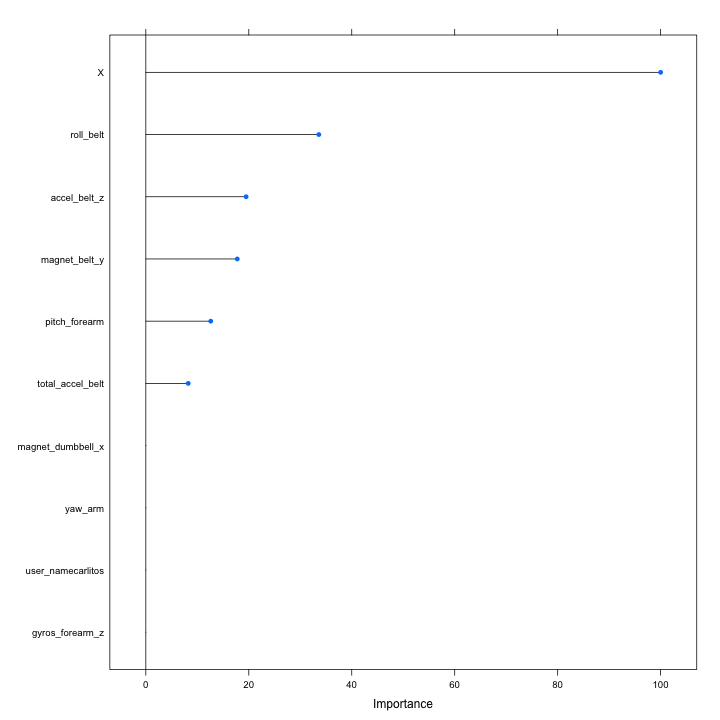 X
roll_belt
accel_belt_z
magnet_belt_y
pitch_forearm
total_accel_belt
magnet_dumbbell_x
yaw_arm
user_namecarlitos
gyros_forearm_z
0 20 40 60 80 100
Importance